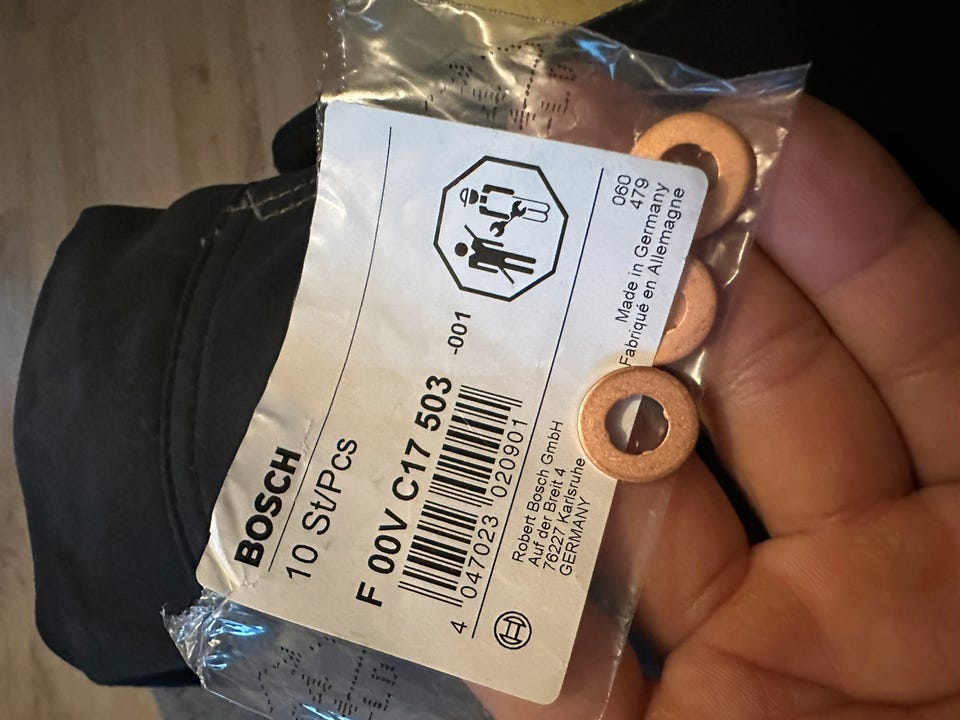 BOSCH
10 St/Pcs
F 00V C17 503 -001
4 047023 020901
Robert Bosch GmbH
Auf der Breit 4
76227 Karlsruhe
GERMANY
060
479
Made in Germany
Fabriqué en Allemagne